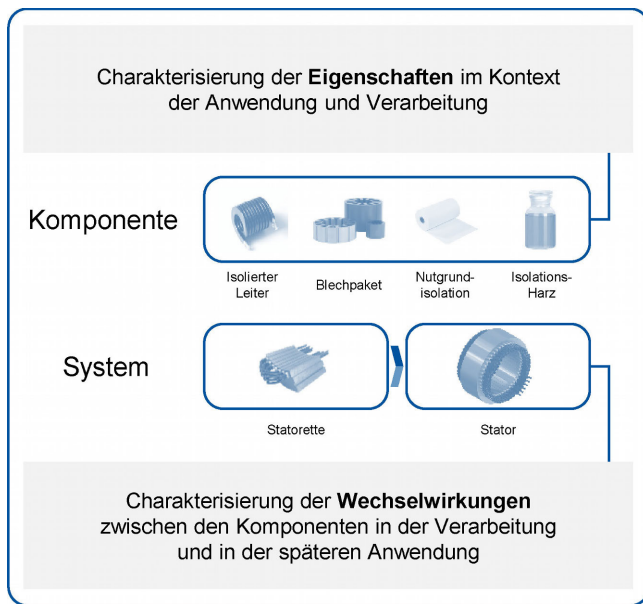 Charakterisierung der Eigenschaften im Kontext
der Anwendung und Verarbeitung
Komponente
Isolierter
Leiter
Blechpaket
Nutgrund-
isolation
Isolations-
Harz
System
Statorette
Stator
Charakterisierung der Wechselwirkungen
zwischen den Komponenten in der Verarbeitung
und in der späteren Anwendung